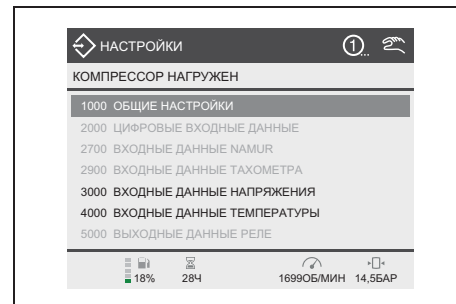 НАСТРОЙКИ 1...
КОМПРЕССОР НАГРУЖЕН
1000 ОБЩИЕ НАСТРОЙКИ
2000 ЦИФРОВЫЕ ВХОДНЫЕ ДАННЫЕ
2700 ВХОДНЫЕ ДАННЫЕ NAMUR
2900 ВХОДНЫЕ ДАННЫЕ ТАХОМЕТРА
3000 ВХОДНЫЕ ДАННЫЕ НАПРЯЖЕНИЯ
4000 ВХОДНЫЕ ДАННЫЕ ТЕМПЕРАТУРЫ
5000 ВЫХОДНЫЕ ДАННЫЕ РЕЛЕ
18% 28Ч 1699ОБ/МИН 14,5БАР